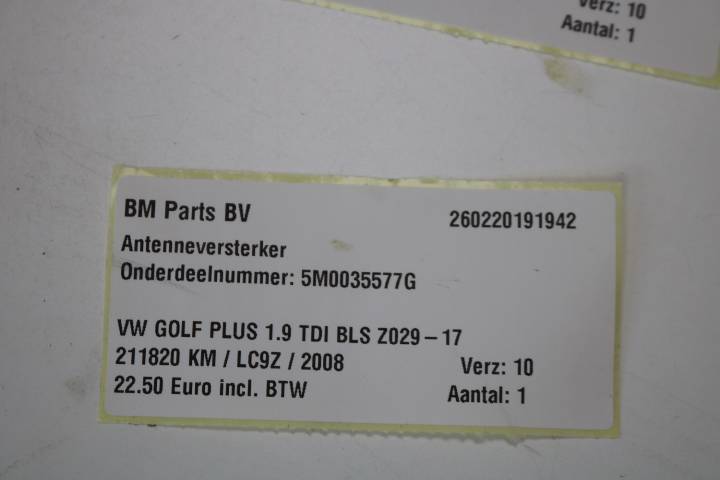 Verz: 10
Aantal: 1
BM Parts BV 260220191942
Antenneversterker
Onderdeelnummer: 5M0035577G
VW GOLF PLUS 1.9 TDI BLS Z029-17
211820 KM / LC9Z / 2008 Verz: 10
22.50 Euro incl. BTW Aantal: 1